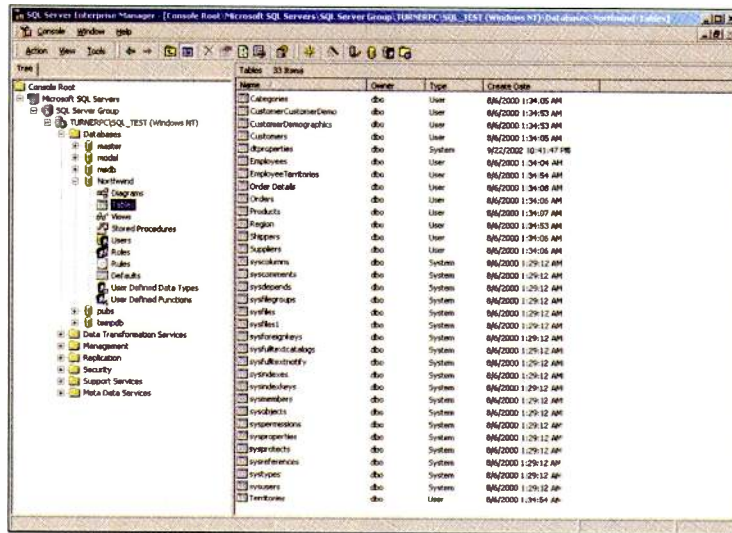 SQL Server Enterprise Manager - [Console Root\Microsoft SQL Servers\SQL Server Group\TURNERPC\SQL_TEST (Windows NT)\Databases\Northwind\Tables]
Console Window Help
Action View Tools
Tree
Tables 33 Items
Console Root
Microsoft SQL Servers
SQL Server Group
TURNERPC\SQL_TEST (Windows NT)
Databases
master
model
msdb
Northwind
Diagrams
Tables
Views
Stored Procedures
Users
Roles
Rules
Defaults
User Defined Data Types
User Defined Functions
pubs
tempdb
Data Transformation Services
Management
Replication
Security
Support Services
Meta Data Services
Name Owner Type Create Date
Categories dbo User 8/6/2000 1:34:05 AM
CustomerCustomerDemo dbo User 8/6/2000 1:34:53 AM
CustomerDemographics dbo User 8/6/2000 1:34:53 AM
Customers dbo User 8/6/2000 1:34:05 AM
dtproperties dbo System 9/22/2002 10:41:47 PM
Employees dbo User 8/6/2000 1:34:04 AM
EmployeeTerritories dbo User 8/6/2000 1:34:54 AM
Order Details dbo User 8/6/2000 1:34:08 AM
Orders dbo User 8/6/2000 1:34:06 AM
Products dbo User 8/6/2000 1:34:07 AM
Region dbo User 8/6/2000 1:34:53 AM
Shippers dbo User 8/6/2000 1:34:06 AM
Suppliers dbo User 8/6/2000 1:34:06 AM
syscolumns dbo System 8/6/2000 1:29:12 AM
syscomments dbo System 8/6/2000 1:29:12 AM
sysdepends dbo System 8/6/2000 1:29:12 AM
sysfilegroups dbo System 8/6/2000 1:29:12 AM
sysfiles dbo System 8/6/2000 1:29:12 AM
sysfiles1 dbo System 8/6/2000 1:29:12 AM
sysforeignkeys dbo System 8/6/2000 1:29:12 AM
sysfulltextcatalogs dbo System 8/6/2000 1:29:12 AM
sysfulltextnotify dbo System 8/6/2000 1:29:12 AM
sysindexes dbo System 8/6/2000 1:29:12 AM
sysindexkeys dbo System 8/6/2000 1:29:12 AM
sysmembers dbo System 8/6/2000 1:29:12 AM
sysobjects dbo System 8/6/2000 1:29:12 AM
syspermissions dbo System 8/6/2000 1:29:12 AM
sysproperties dbo System 8/6/2000 1:29:12 AM
sysprotects dbo System 8/6/2000 1:29:12 AM
sysreferences dbo System 8/6/2000 1:29:12 AM
systypes dbo System 8/6/2000 1:29:12 AM
sysusers dbo System 8/6/2000 1:29:12 AM
Territories dbo User 8/6/2000 1:34:54 AM